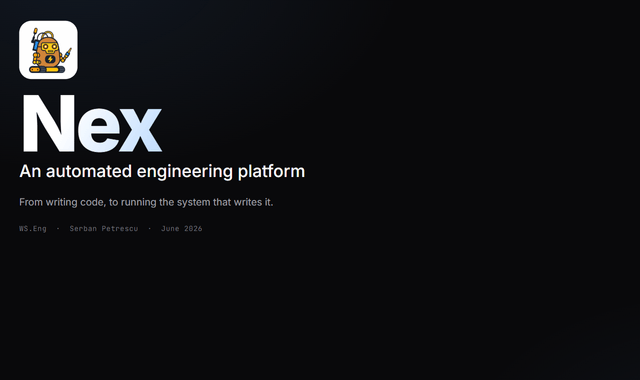 Nex
An automated engineering platform
From writing code, to running the system that writes it.
WS.Eng · Serban Petrescu · June 2026